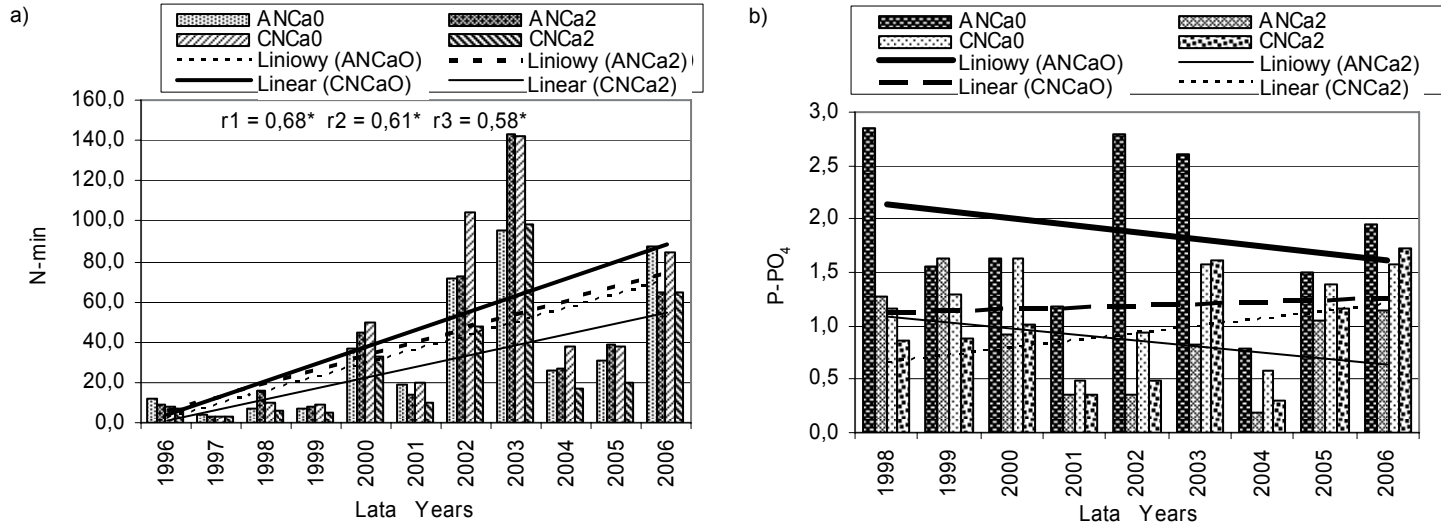 a)
ANCa0 ANCa2
CNCa0 CNCa2
Liniowy (ANCaO) Liniowy (ANCa2)
Linear (CNCaO) Linear (CNCa2)
r1 = 0,68* r2 = 0,61* r3 = 0,58*
160,0
140,0
120,0
100,0
80,0
60,0
40,0
20,0
0,0
N-min
1996 1997 1998 1999 2000 2001 2002 2003 2004 2005 2006
Lata Years
b)
ANCa0 ANCa2
CNCa0 CNCa2
Liniowy (ANCaO) Liniowy (ANCa2)
Linear (CNCaO) Linear (CNCa2)
3,0
2,5
2,0
1,5
1,0
0,5
0,0
P-PO4
1998 1999 2000 2001 2002 2003 2004 2005 2006
Lata Years